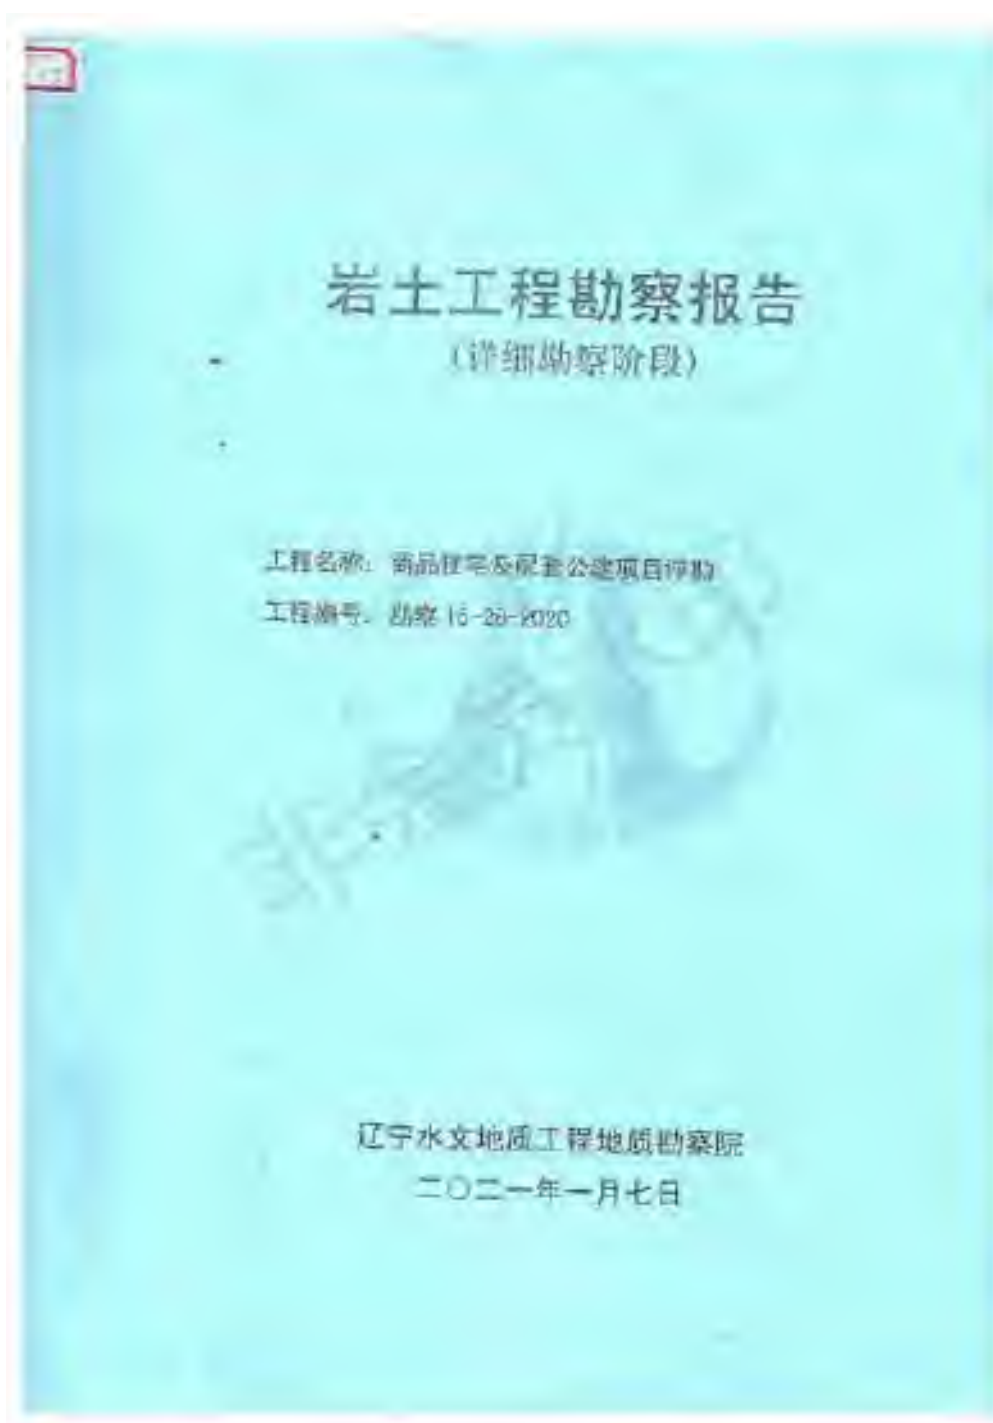 岩土工程勘察报告
(详细勘察阶段)
工程名称: 商品住宅及配套公建项目详勘
工程编号: 勘察
辽宁水文地质工程地质勘察院
二〇二一年一月七日